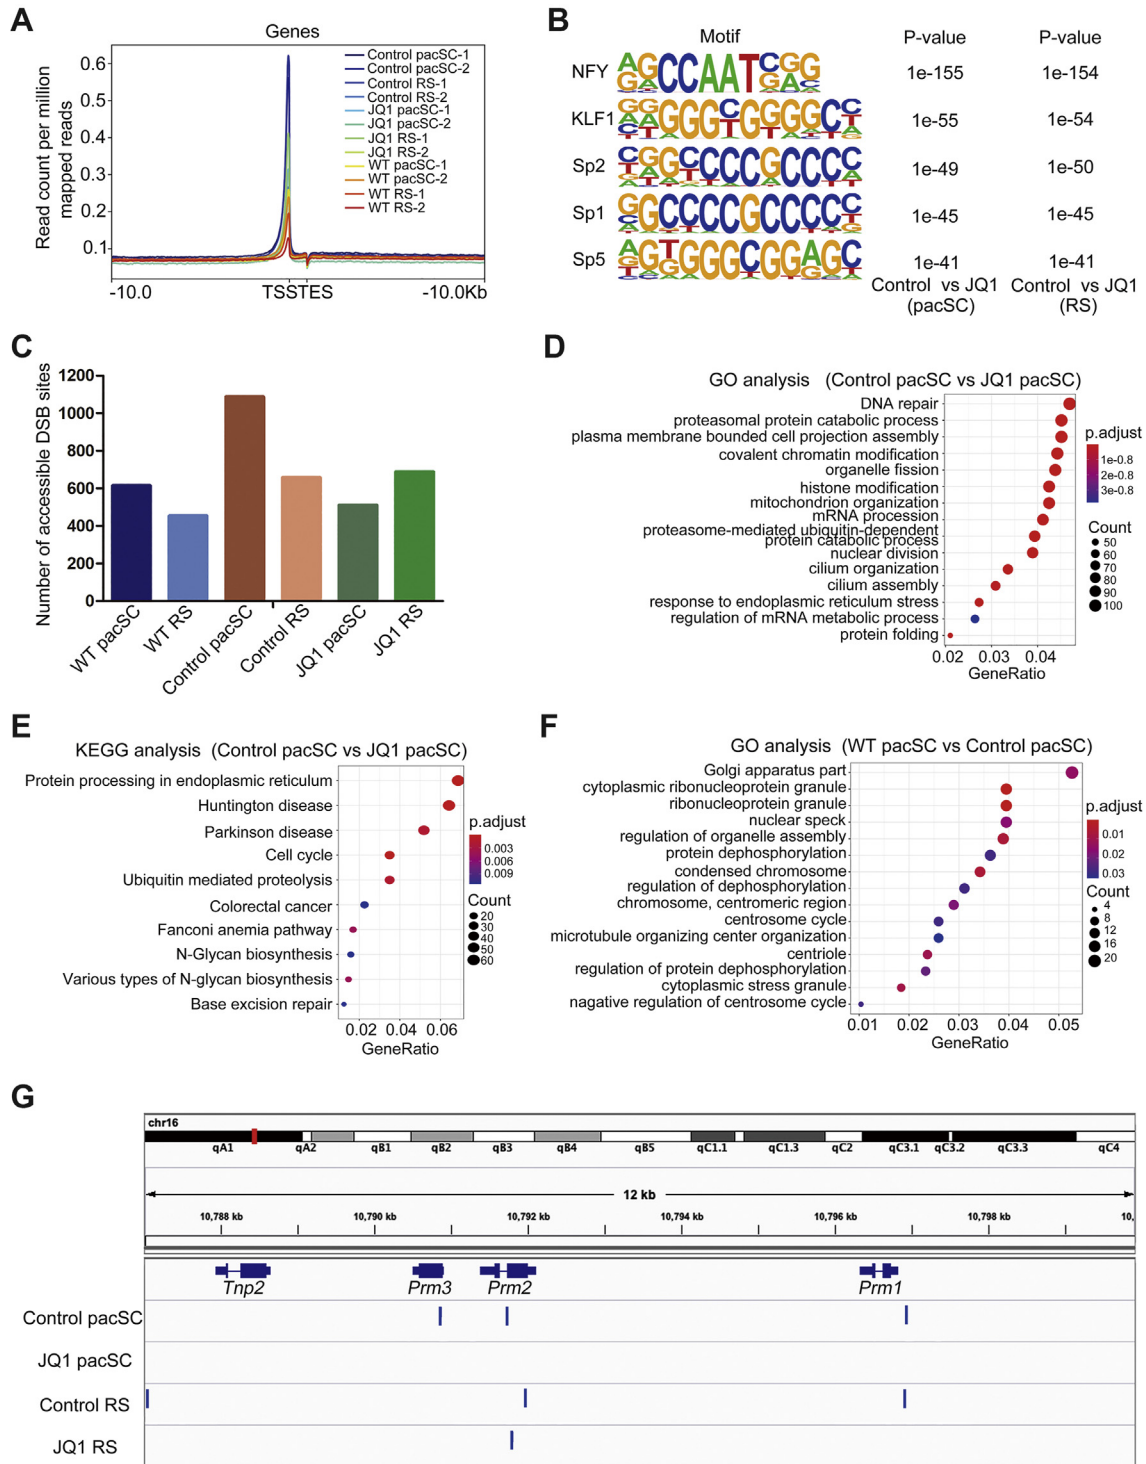 A
Genes
Read count per million
mapped reads
0.6
0.5
0.4
0.3
0.2
0.1
Control pacSC-1
Control pacSC-2
Control RS-1
Control RS-2
JQ1 pacSC-1
JQ1 pacSC-2
JQ1 RS-1
JQ1 RS-2
WT pacSC-1
WT pacSC-2
WT RS-1
WT RS-2
-10.0
TSSTES
-10.0Kb
B
Motif
P-value
P-value
NFY
1e-155
1e-154
KLF1
1e-55
1e-54
Sp2
1e-49
1e-50
Sp1
1e-45
1e-45
Sp5
1e-41
1e-41
Control vs JQ1
(pacSC)
Control vs JQ1
(RS)
C
Number of accessible DSB sites
1200
1000
800
600
400
200
0
WT pacSC
WT RS
Control pacSC
Control RS
JQ1 pacSC
JQ1 RS
D
GO analysis (Control pacSC vs JQ1 pacSC)
DNA repair
proteasomal protein catabolic process
plasma membrane bounded cell projection assembly
covalent chromatin modification
organelle fission
histone modification
mitochondrion organization
mRNA procession
proteasome-mediated ubiquitin-dependent
protein catabolic process
nuclear division
cilium organization
cilium assembly
response to endoplasmic reticulum stress
regulation of mRNA metabolic process
protein folding
0.02
0.03
0.04
GeneRatio
p.adjust
1e-0.8
2e-0.8
3e-0.8
Count
50
60
70
80
90
100
E
KEGG analysis (Control pacSC vs JQ1 pacSC)
Protein processing in endoplasmic reticulum
Huntington disease
Parkinson disease
Cell cycle
Ubiquitin mediated proteolysis
Colorectal cancer
Fanconi anemia pathway
N-Glycan biosynthesis
Various types of N-glycan biosynthesis
Base excision repair
0.02
0.04
0.06
GeneRatio
p.adjust
0.003
0.006
0.009
Count
20
30
40
50
60
F
GO analysis (WT pacSC vs Control pacSC)
Golgi apparatus part
cytoplasmic ribonucleoprotein granule
ribonucleoprotein granule
nuclear speck
regulation of organelle assembly
protein dephosphorylation
condensed chromosome
regulation of dephosphorylation
chromosome, centromeric region
centrosome cycle
microtubule organizing center organization
centriole
regulation of protein dephosphorylation
cytoplasmic stress granule
nagative regulation of centrosome cycle
0.01
0.02
0.03
0.04
0.05
GeneRatio
p.adjust
0.01
0.02
0.03
Count
4
8
12
16
20
G
chr16
qA1
qA2
qB1
qB2
qB3
qB4
qB5
qC1.1
qC1.3
qC2
qC3.1
qC3.2
qC3.3
qC4
12 kb
10,788 kb
10,790 kb
10,792 kb
10,794 kb
10,796 kb
10,798 kb
10,
Tnp2
Prm3
Prm2
Prm1
Control pacSC
JQ1 pacSC
Control RS
JQ1 RS